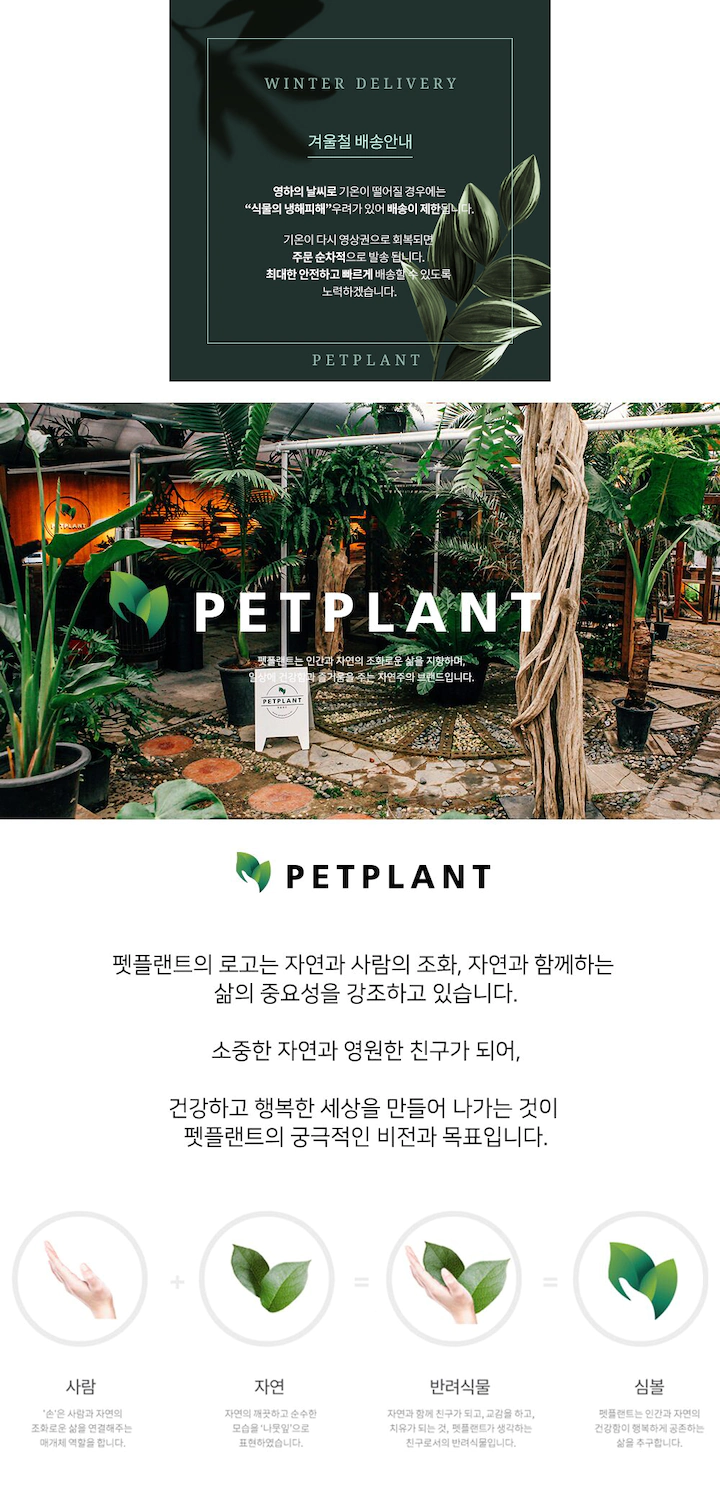 WINTER DELIVERY
겨울철 배송안내
영하의 날씨로 기온이 떨어질 경우에는
“식물의 냉해피해”우려가 있어 배송이 제한됩니다.
기온이 다시 영상권으로 회복되면
주문 순차적으로 발송 됩니다.
최대한 안전하고 빠르게 배송할 수 있도록
노력하겠습니다.
PETPLANT
PETPLANT
PETPLANT
펫플랜트는 인간과 자연의 조화로운 삶을 지향하며,
일상에 건강함과 즐거움을 주는 자연주의 브랜드입니다.
PETPLANT
PETPLANT
펫플랜트의 로고는 자연과 사람의 조화, 자연과 함께하는
삶의 중요성을 강조하고 있습니다.
소중한 자연과 영원한 친구가 되어,
건강하고 행복한 세상을 만들어 나가는 것이
펫플랜트의 궁극적인 비전과 목표입니다.
+ = =
사람 자연 반려식물 심볼
'손'은 사람과 자연의
조화로운 삶을 연결해주는
매개체 역할을 합니다.
자연의 깨끗하고 순수한
모습을 '나뭇잎'으로
표현하였습니다.
자연과 함께 친구가 되고, 교감을 하고,
치유가 되는 것, 펫플랜트가 생각하는
친구로서의 반려식물입니다.
펫플랜트는 인간과 자연의
건강함이 행복하게 공존하는
삶을 추구합니다.